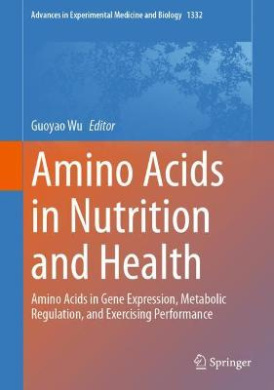 Advances in Experimental Medicine and Biology 1332
Guoyao Wu Editor
Amino Acids
in Nutrition
and Health
Amino Acids in Gene Expression, Metabolic
Regulation, and Exercising Performance
Springer